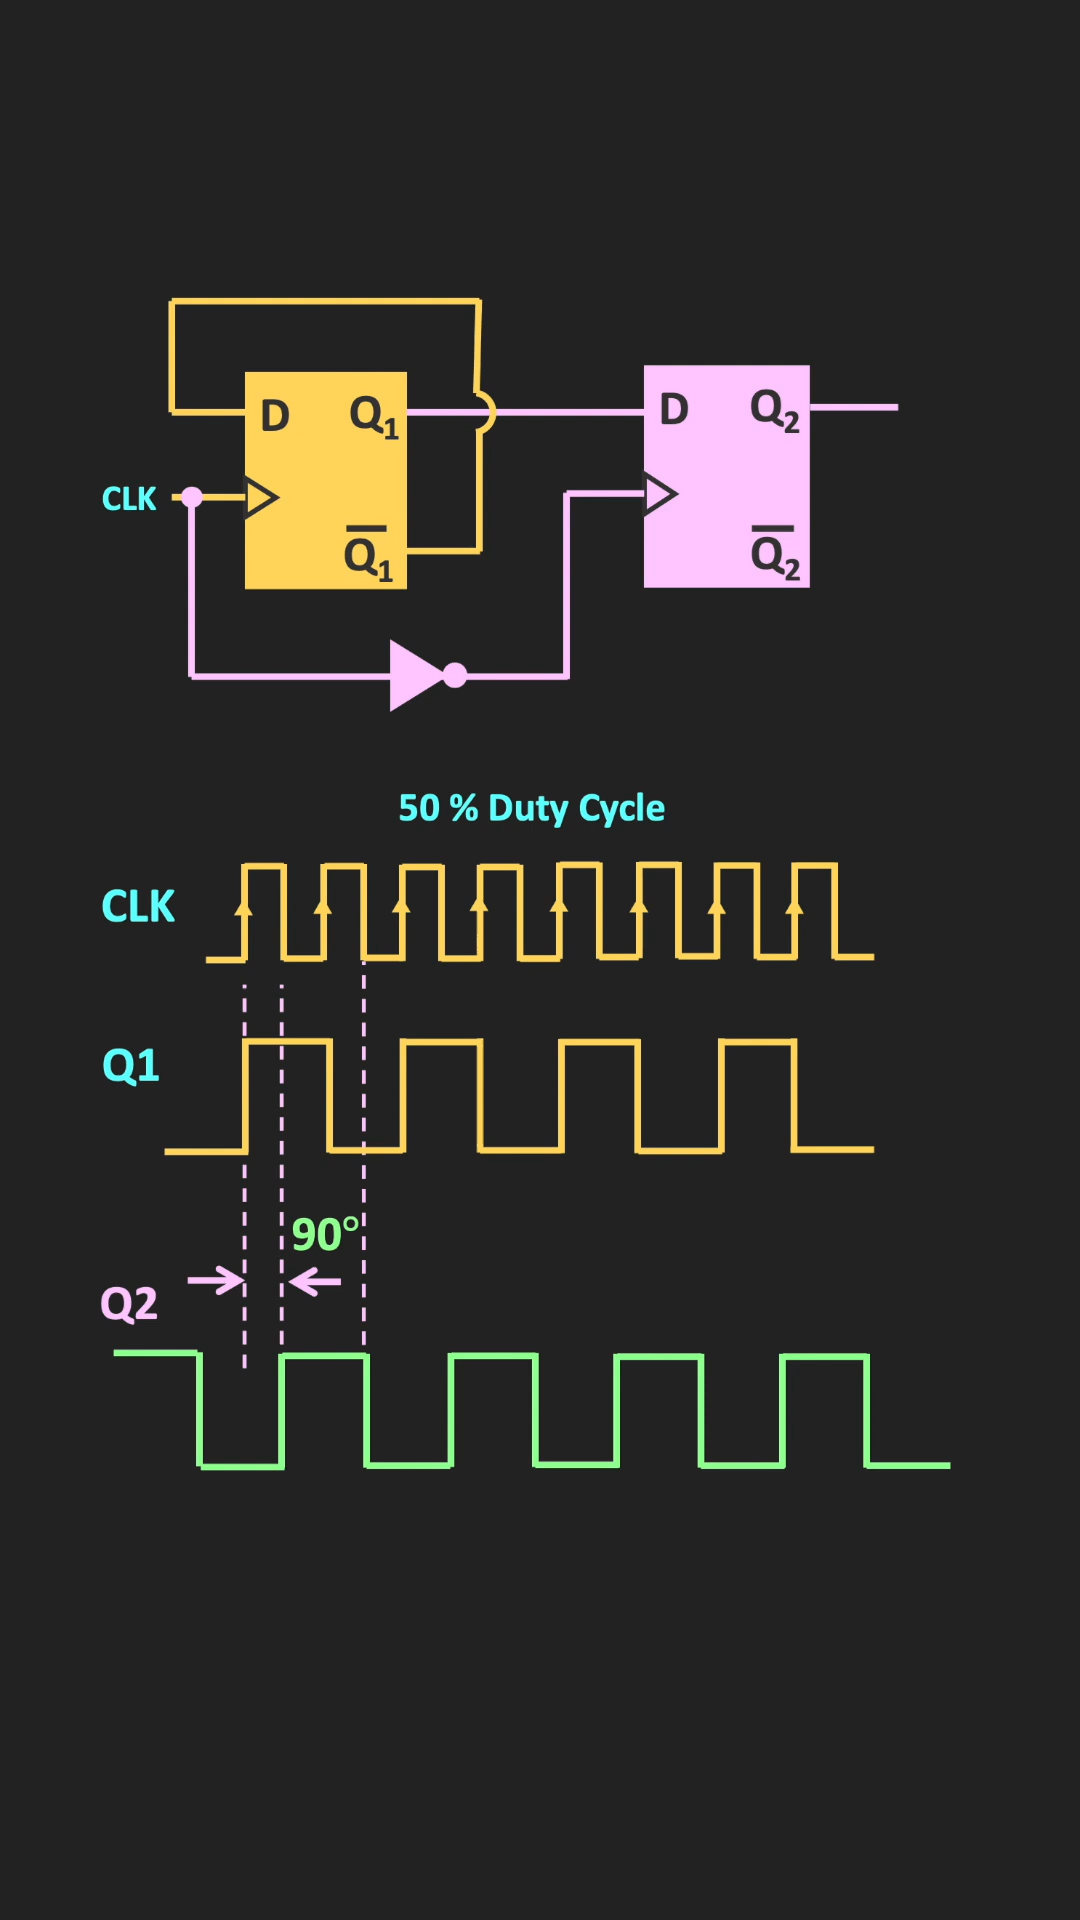 D Q₁ D Q₂
CLK
Q̅₁ Q̅₂
50 % Duty Cycle
CLK
Q1
90°
Q2